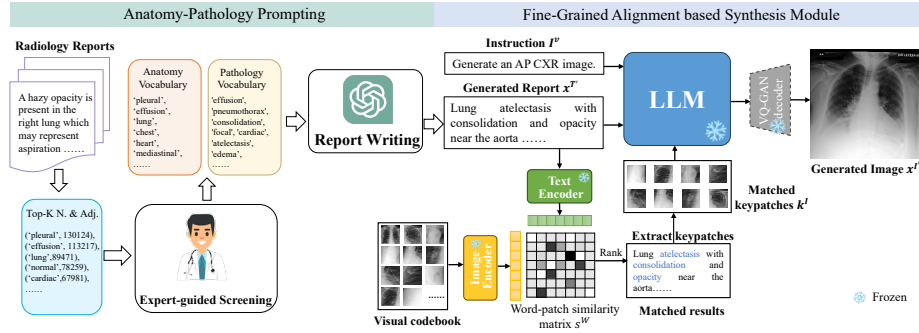 Anatomy-Pathology Prompting
Fine-Grained Alignment based Synthesis Module
Radiology Reports
A hazy opacity is
present in the
right lung which
may represent
aspiration ……
Top-K N. & Adj.
('pleural', 130124),
('effusion', 113217),
('lung',89471),
('normal',78259),
('cardiac',67981),
……
Anatomy
Vocabulary
'pleural',
'effusion',
'lung',
'chest',
'heart',
'mediastinal',
……
Pathology
Vocabulary
'effusion',
'pneumothorax',
'consolidation',
'focal', 'cardiac',
'atelectasis',
'edema',
……
Expert-guided Screening
Report Writing
Instruction I^v
Generate an AP CXR image.
Generated Report x^T'
Lung atelectasis with
consolidation and opacity
near the aorta ……
Text
Encoder
Visual codebook
……
Image
Encoder
Word-patch similarity
matrix s^W
Rank
LLM
Matched
keypatches k^I
Extract keypatches
Lung atelectasis with
consolidation and
opacity near the
aorta……
Matched results
VQ-GAN
Decoder
Generated Image x^I'
Frozen